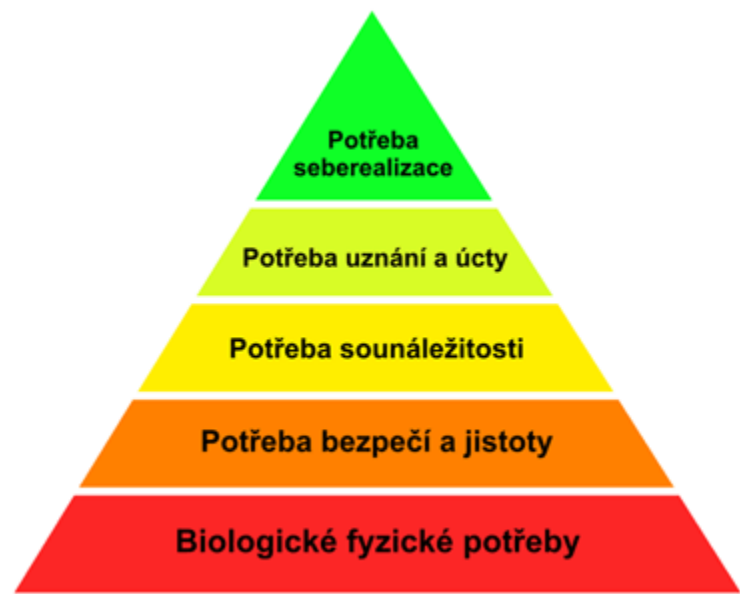 Potřeba
seberealizace
Potřeba uznání a úcty
Potřeba sounáležitosti
Potřeba bezpečí a jistoty
Biologické fyzické potřeby